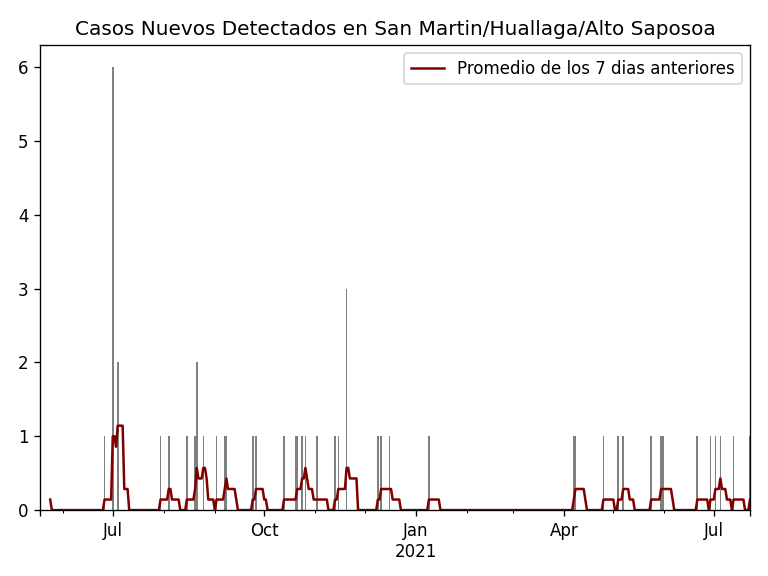 Casos Nuevos Detectados en San Martin/Huallaga/Alto Saposoa
Promedio de los 7 dias anteriores
6
5
4
3
2
1
0
Jul Oct Jan Apr Jul
2021